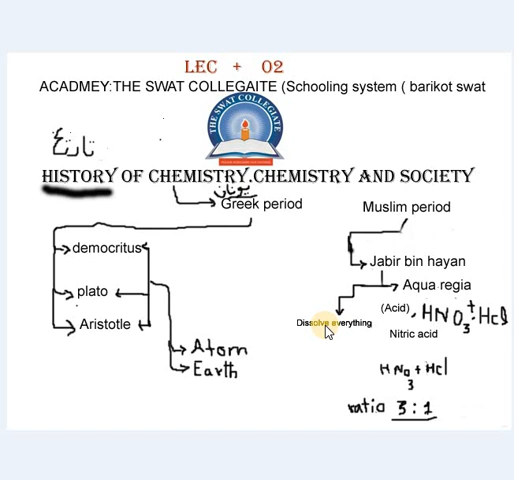 LEC + 02
ACADMEY:THE SWAT COLLEGAITE (Schooling system ( barikot swat
THE SWAT COLLEGIATE
تاریخ
HISTORY OF CHEMISTRY.CHEMISTRY AND SOCIETY
یونان
Greek period
Muslim period
democritus
plato
Aristotle
Atom
Earth
Jabir bin hayan
Aqua regia
(Acid)
HNO3 + HCl
Dissolve everything
Nitric acid
HNO3 + HCl
ratio 3:1